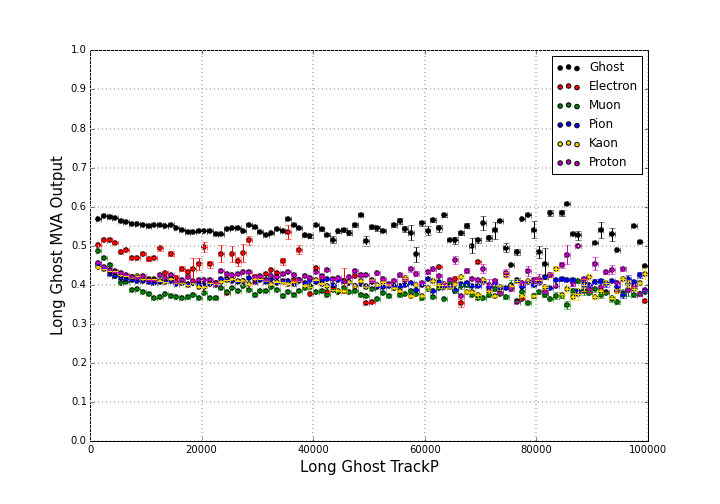 1.0
0.9
0.8
0.7
0.6
0.5
0.4
0.3
0.2
0.1
0.0
0
20000
40000
60000
80000
100000
Long Ghost MVA Output
Long Ghost TrackP
Ghost
Electron
Muon
Pion
Kaon
Proton